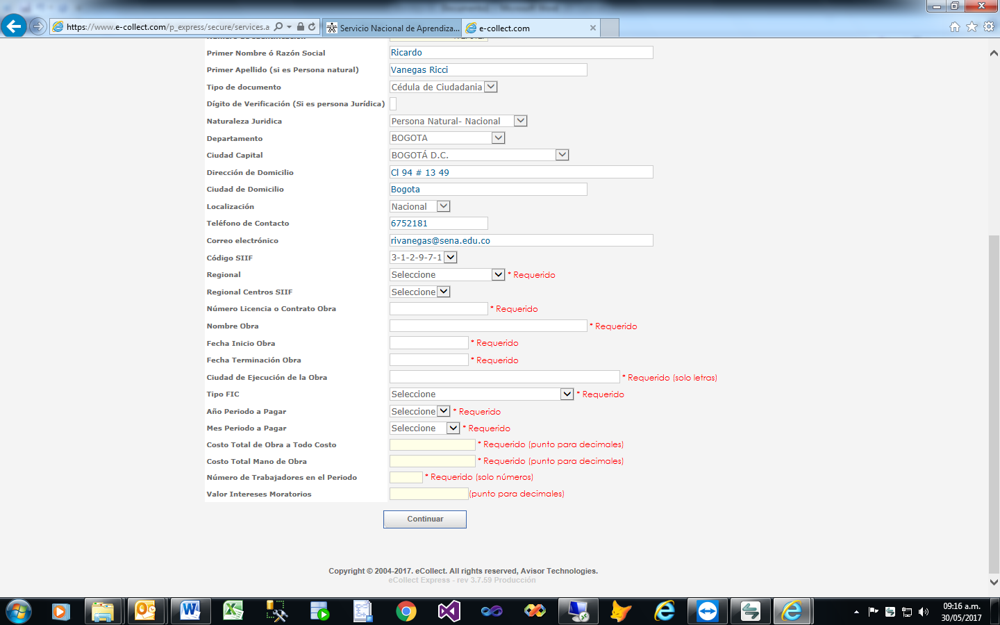 https://www.e-collect.com/p_express/secure/services.a
Servicio Nacional de Aprendiza...
e-collect.com
Primer Nombre ó Razón Social Ricardo
Primer Apellido (si es Persona natural) Vanegas Ricci
Tipo de documento Cédula de Ciudadania
Dígito de Verificación (Si es persona Jurídica)
Naturaleza Juridica Persona Natural- Nacional
Departamento BOGOTA
Ciudad Capital BOGOTÁ D.C.
Dirección de Domicilio Cl 94 # 13 49
Ciudad de Domicilio Bogota
Localización Nacional
Teléfono de Contacto 6752181
Correo electrónico rivanegas@sena.edu.co
Código SIIF 3-1-2-9-7-1
Regional Seleccione * Requerido
Regional Centros SIIF Seleccione
Número Licencia o Contrato Obra * Requerido
Nombre Obra * Requerido
Fecha Inicio Obra * Requerido
Fecha Terminación Obra * Requerido
Ciudad de Ejecución de la Obra * Requerido (solo letras)
Tipo FIC Seleccione * Requerido
Año Periodo a Pagar Seleccione * Requerido
Mes Periodo a Pagar Seleccione * Requerido
Costo Total de Obra a Todo Costo * Requerido (punto para decimales)
Costo Total Mano de Obra * Requerido (punto para decimales)
Número de Trabajadores en el Periodo * Requerido (solo números)
Valor Intereses Moratorios (punto para decimales)
Continuar
Copyright © 2004-2017. eCollect. All rights reserved, Avisor Technologies.
eCollect Express - rev 3.7.59 Producción
09:16 a.m.
30/05/2017